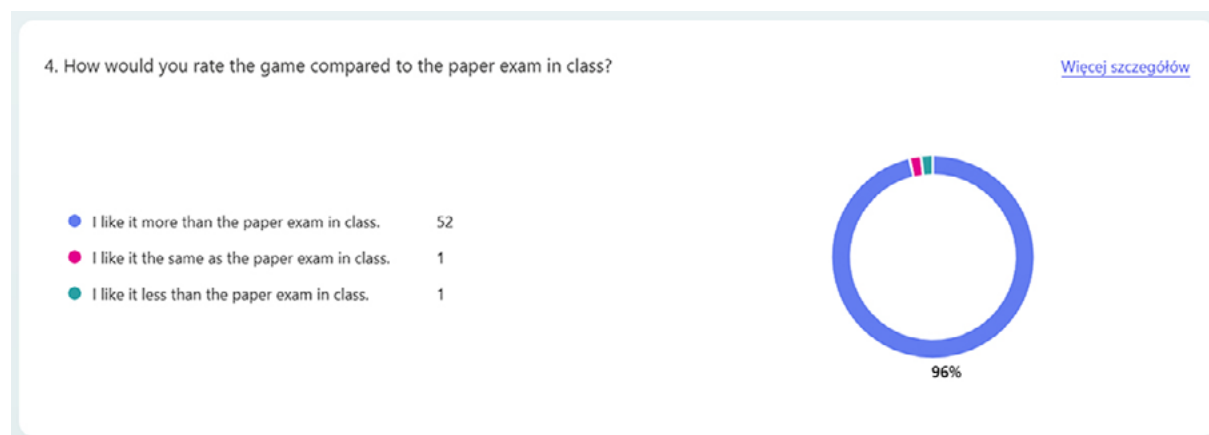 4. How would you rate the game compared to the paper exam in class?
Więcej szczegółów
I like it more than the paper exam in class. 52
I like it the same as the paper exam in class. 1
I like it less than the paper exam in class. 1
96%